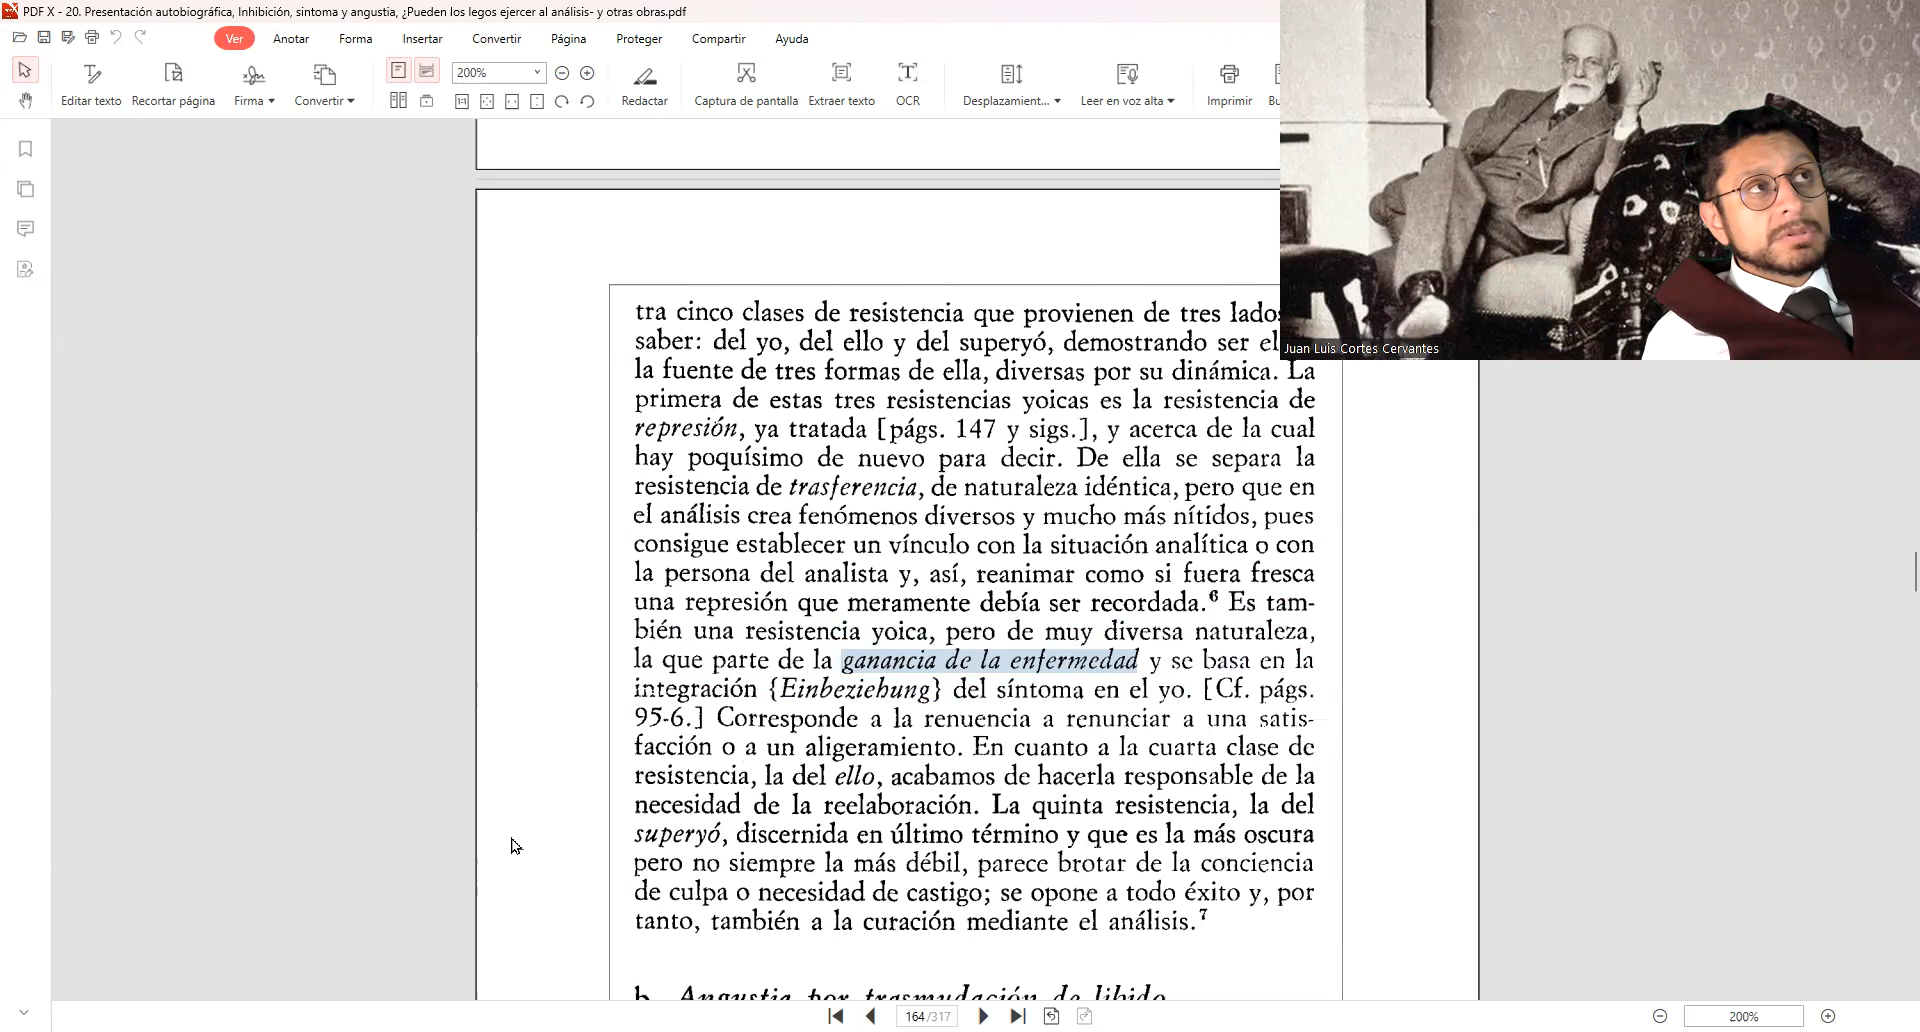 PDF X - 20. Presentación autobiográfica, Inhibición, sintoma y angustia, ¿Pueden los legos ejercer al análisis- y otras obras.pdf
Ver Anotar Forma Insertar Convertir Página Proteger Compartir Ayuda
200%
Editar texto Recortar página Firma Convertir Redactar Captura de pantalla Extraer texto OCR Desplazamient... Leer en voz alta Imprimir Bu
Juan Luis Cortes Cervantes
tra cinco clases de resistencia que provienen de tres lados
saber: del yo, del ello y del superyó, demostrando ser el
la fuente de tres formas de ella, diversas por su dinámica. La
primera de estas tres resistencias yoicas es la resistencia de
represión, ya tratada [págs. 147 y sigs.], y acerca de la cual
hay poquísimo de nuevo para decir. De ella se separa la
resistencia de trasferencia, de naturaleza idéntica, pero que en
el análisis crea fenómenos diversos y mucho más nítidos, pues
consigue establecer un vínculo con la situación analítica o con
la persona del analista y, así, reanimar como si fuera fresca
una represión que meramente debía ser recordada.⁶ Es tam-
bién una resistencia yoica, pero de muy diversa naturaleza,
la que parte de la ganancia de la enfermedad y se basa en la
integración {Einbeziehung} del síntoma en el yo. [Cf. págs.
95-6.] Corresponde a la renuencia a renunciar a una satis-
facción o a un aligeramiento. En cuanto a la cuarta clase de
resistencia, la del ello, acabamos de hacerla responsable de la
necesidad de la reelaboración. La quinta resistencia, la del
superyó, discernida en último término y que es la más oscura
pero no siempre la más débil, parece brotar de la conciencia
de culpa o necesidad de castigo; se opone a todo éxito y, por
tanto, también a la curación mediante el análisis.⁷
b. Angustia por trasmudación de libido
164 /317
200%